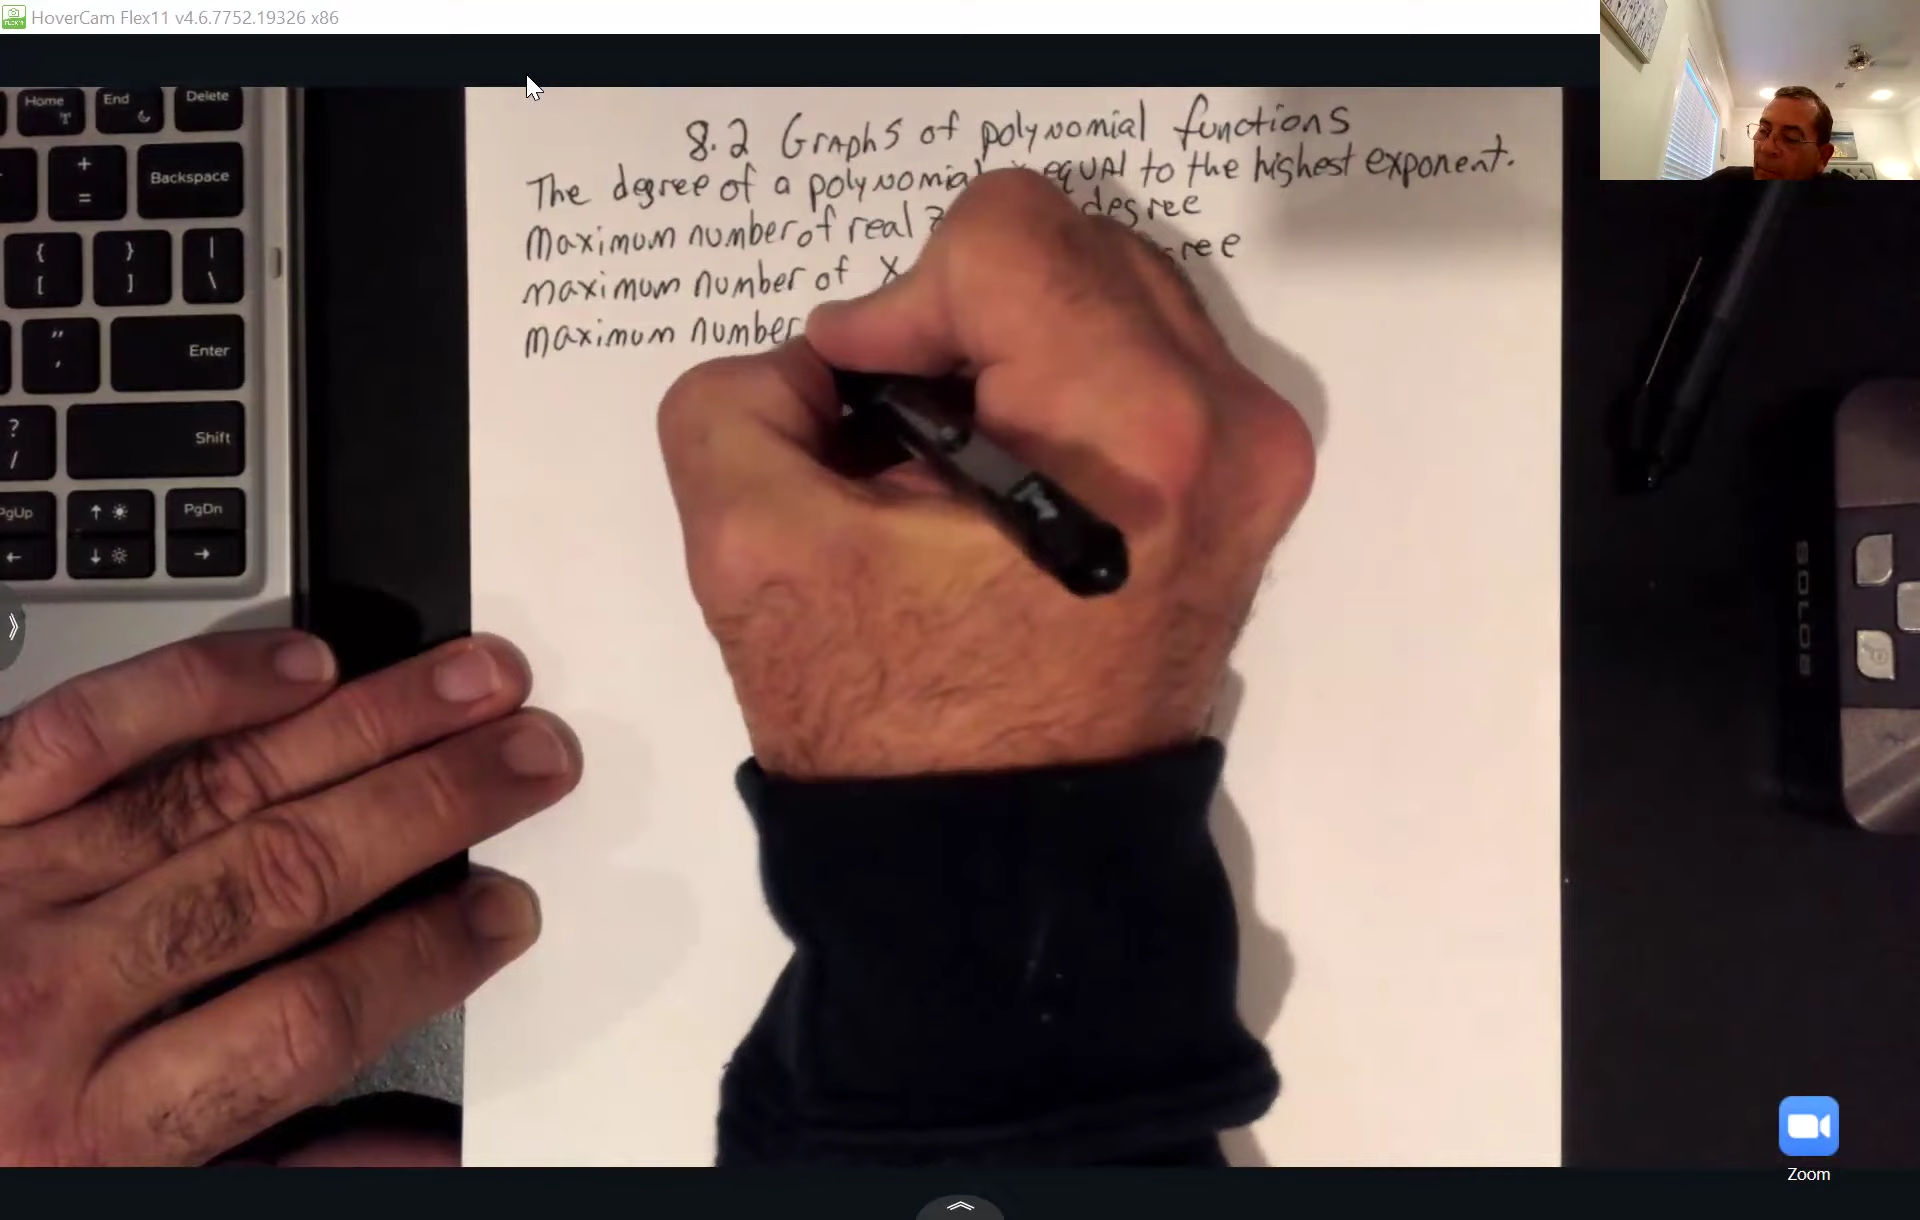 HoverCam Flex11 v4.6.7752.19326 x86
8.2 Graphs of polynomial functions
The degree of a polynomial equal to the highest exponent.
Maximum number of real degree
maximum number of x
maximum number
Home
End
Delete
+
=
Backspace
{
[
}
]
|
\
"
,
Enter
?
/
Shift
PgUp
PgDn
SOLO8
Zoom